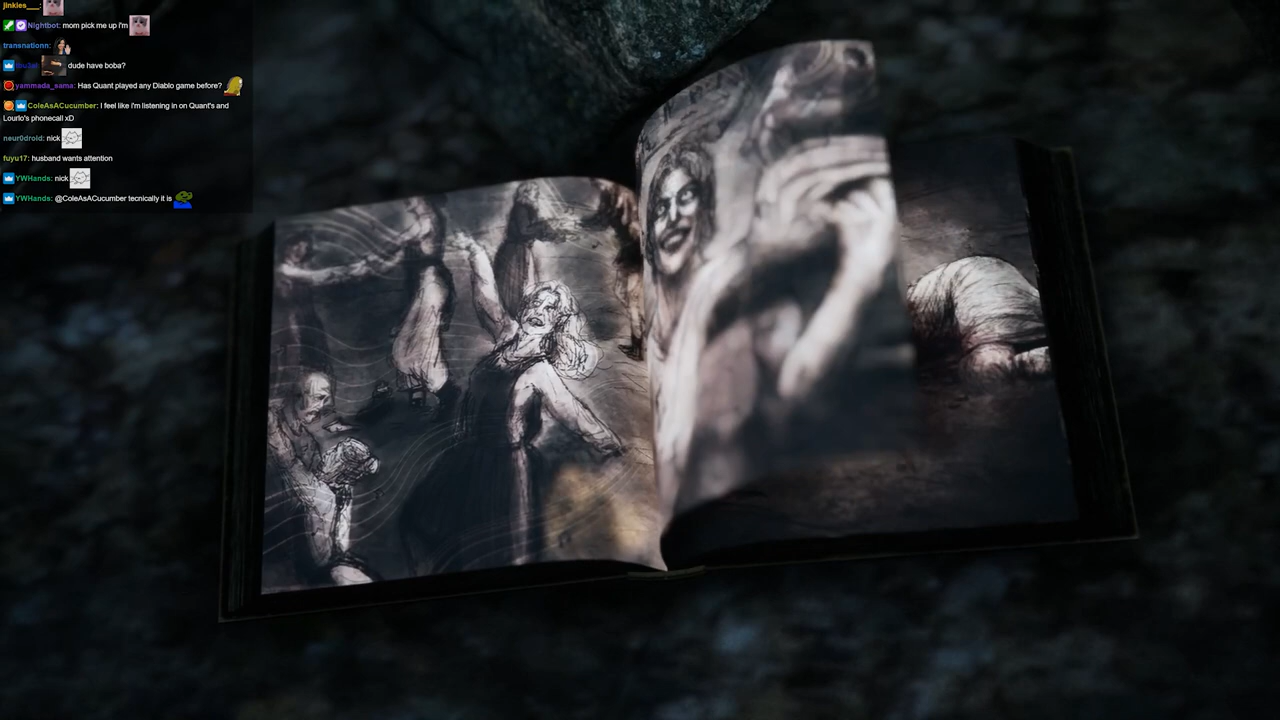 jinkies___:
Nightbot: mom pick me up i'm
transnationn:
dude have boba?
yammada_sama: Has Quant played any Diablo game before?
ColeAsACucumber: I feel like i'm listening in on Quant's and
Lourlo's phonecall xD
neur0droid: nick
fuyu17: husband wants attention
YWHands: nick
YWHands: @ColeAsACucumber tecnically it is